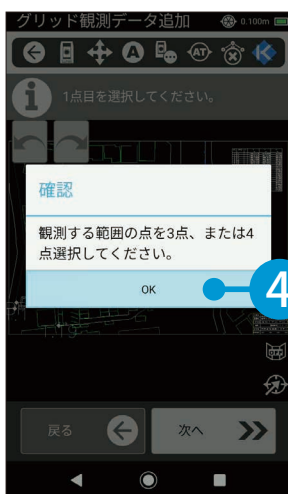 グリッド観測データ追加 0.100m
A AT
i 1点目を選択してください。
確認
観測する範囲の点を3点、または4
点選択してください。
OK
4
戻る 次へ